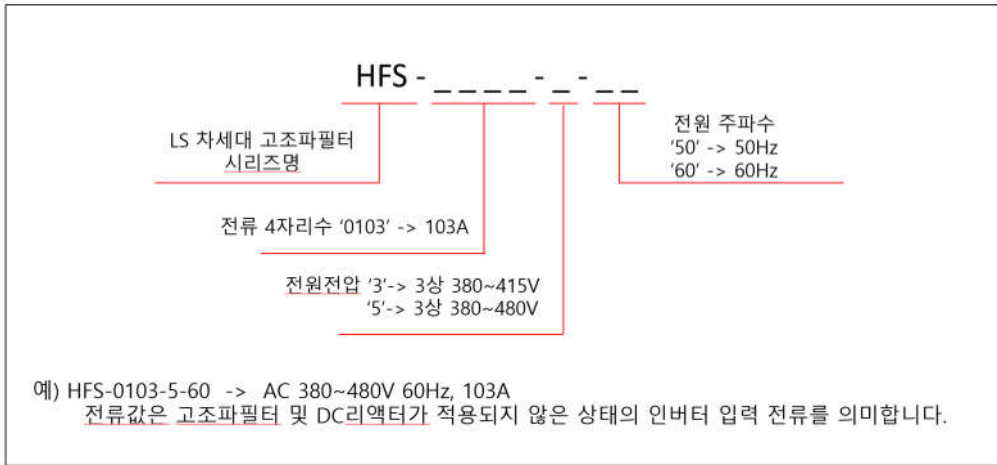 HFS - _ _ _ _ - _ - _ _
LS 차세대 고조파필터
시리즈명
전원 주파수
'50' -> 50Hz
'60' -> 60Hz
전류 4자리수 '0103' -> 103A
전원전압 '3'-> 3상 380~415V
'5'-> 3상 380~480V
예) HFS-0103-5-60 -> AC 380~480V 60Hz, 103A
전류값은 고조파필터 및 DC리액터가 적용되지 않은 상태의 인버터 입력 전류를 의미합니다.